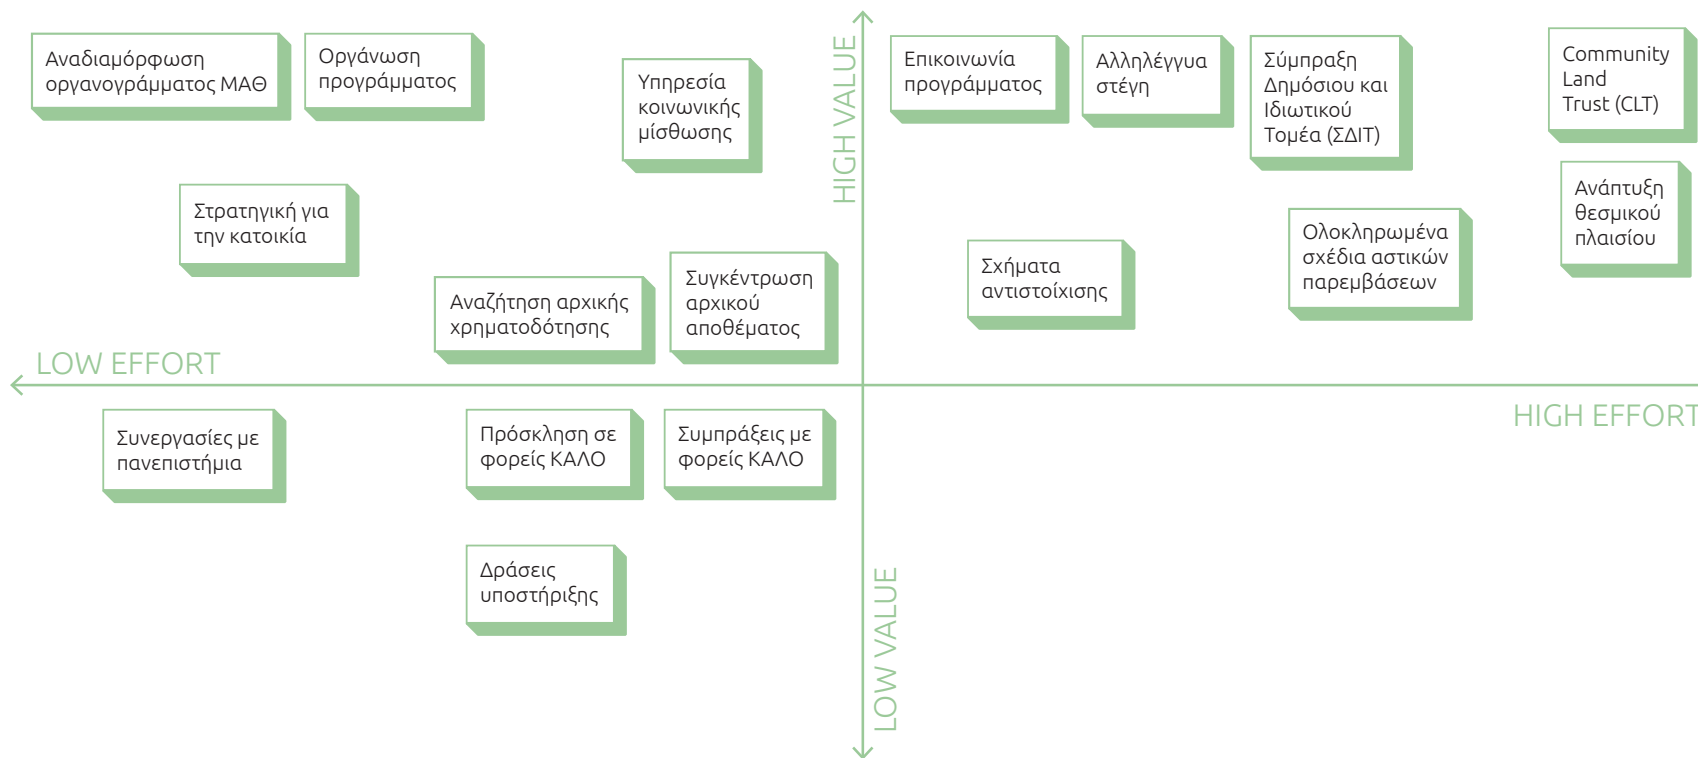 Αναδιαμόρφωση
οργανογράμματος ΜΑΘ
Οργάνωση
προγράμματος
Υπηρεσία
κοινωνικής
μίσθωσης
HIGH VALUE
Επικοινωνία
προγράμματος
Αλληλέγγυα
στέγη
Σύμπραξη
Δημόσιου και
Ιδιωτικού
Τομέα (ΣΔΙΤ)
Community
Land
Trust (CLT)
Στρατηγική για
την κατοικία
Αναζήτηση αρχικής
χρηματοδότησης
Συγκέντρωση
αρχικού
αποθέματος
Σχήματα
αντιστοίχισης
Ολοκληρωμένα
σχέδια αστικών
παρεμβάσεων
Ανάπτυξη
θεσμικού
πλαισίου
LOW EFFORT
HIGH EFFORT
Συνεργασίες με
πανεπιστήμια
Πρόσκληση σε
φορείς ΚΑΛΟ
Συμπράξεις με
φορείς ΚΑΛΟ
Δράσεις
υποστήριξης
LOW VALUE